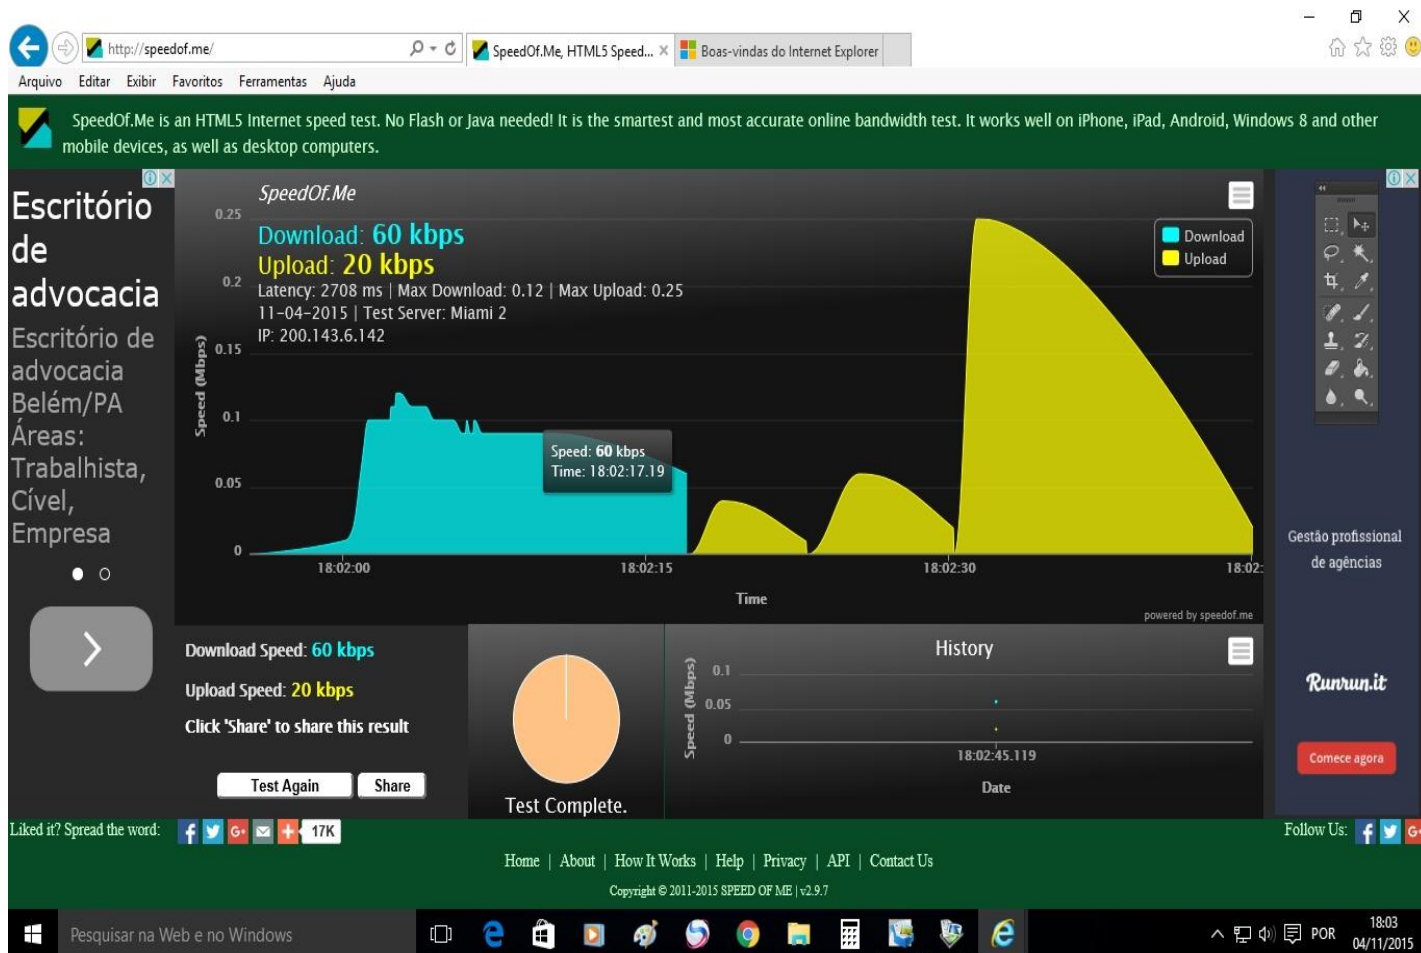 http://speedof.me/
SpeedOf.Me, HTML5 Speed...
Boas-vindas do Internet Explorer
Arquivo Editar Exibir Favoritos Ferramentas Ajuda
SpeedOf.Me is an HTML5 Internet speed test. No Flash or Java needed! It is the smartest and most accurate online bandwidth test. It works well on iPhone, iPad, Android, Windows 8 and other
mobile devices, as well as desktop computers.
Escritório
de
advocacia
Escritório de
advocacia
Belém/PA
Áreas:
Trabalhista,
Cível,
Empresa
SpeedOf.Me
Download: 60 kbps
Upload: 20 kbps
Latency: 2708 ms | Max Download: 0.12 | Max Upload: 0.25
11-04-2015 | Test Server: Miami 2
IP: 200.143.6.142
Download
Upload
0.25
0.2
0.15
0.1
0.05
0
Speed (Mbps)
Speed: 60 kbps
Time: 18:02:17.19
18:02:00 18:02:15 18:02:30 18:02:
Time
powered by speedof.me
Gestão profissional
de agências
Runrun.it
Comece agora
Download Speed: 60 kbps
Upload Speed: 20 kbps
Click 'Share' to share this result
Test Again Share
Test Complete.
History
Speed (Mbps)
0.1
0.05
0
18:02:45.119
Date
Liked it? Spread the word: 17K
Follow Us:
Home | About | How It Works | Help | Privacy | API | Contact Us
Copyright © 2011-2015 SPEED OF ME | v2.9.7
Pesquisar na Web e no Windows
POR
18:03
04/11/2015